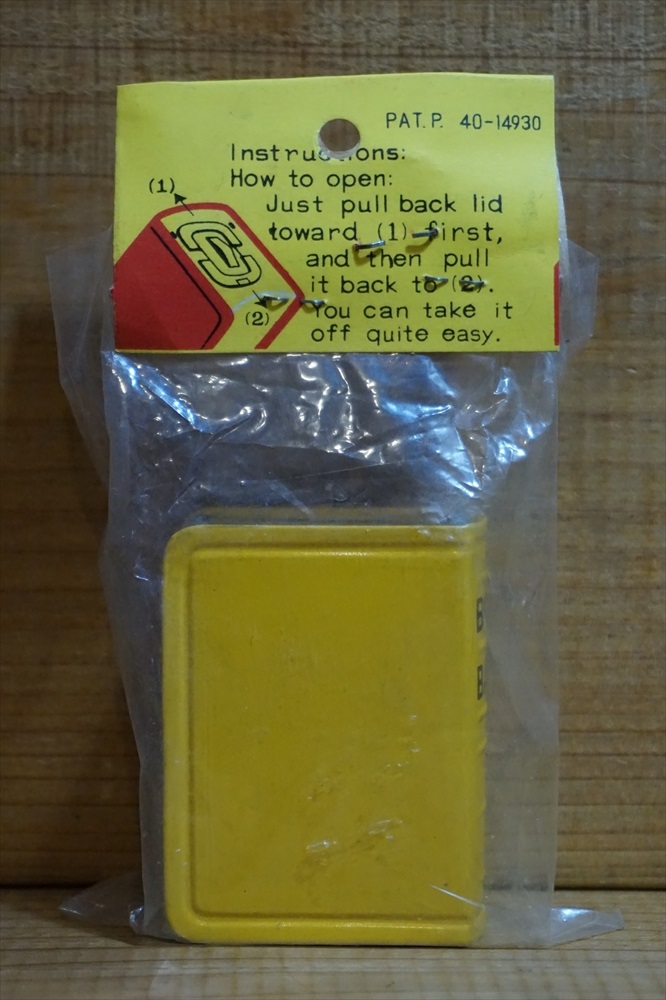 PAT. P. 40-14930
Instructions:
How to open:
(1)
Just pull back lid
toward (1) first,
and then pull
it back to (2).
(2)
You can take it
off quite easy.
B
B